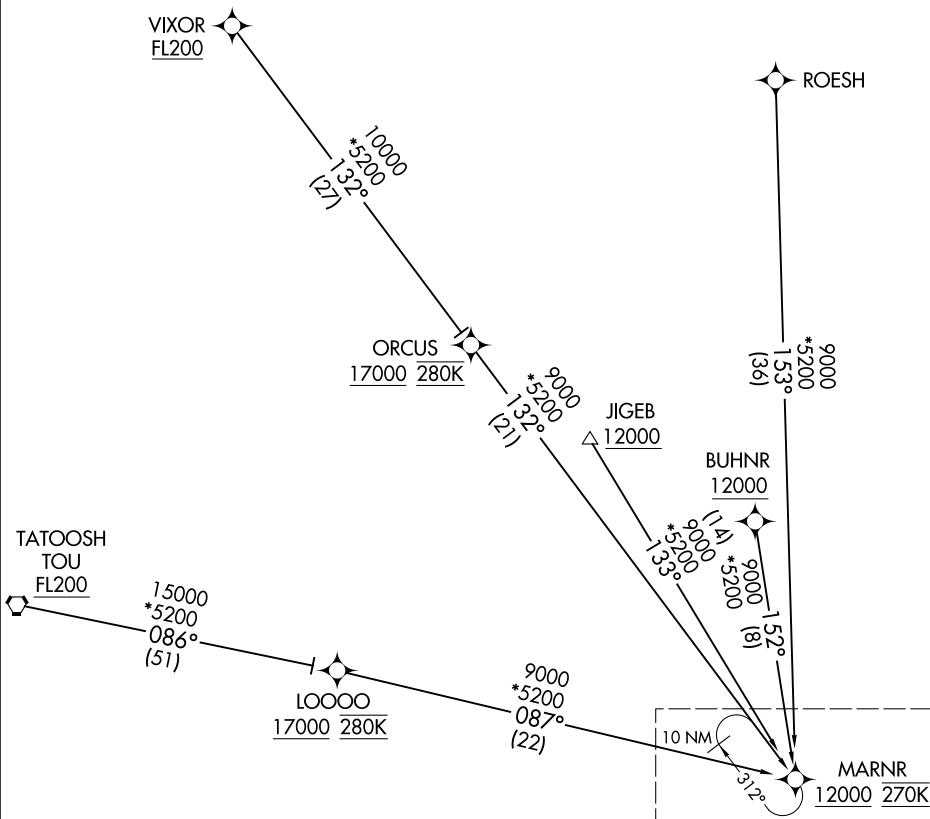 VIXOR
FL200
ROESH
10000
*5200
132°
(27)
ORCUS
17000 280K
9000
*5200
132°
(21)
9000
*5200
153°
(36)
JIGEB
12000
BUHNR
12000
(14)
9000
*5200
133°
9000
*5200
152°
(8)
TATOOSH
TOU
FL200
15000
*5200
086°
(51)
LOOOO
17000 280K
9000
*5200
087°
(22)
10 NM
312°
MARNR
12000 270K